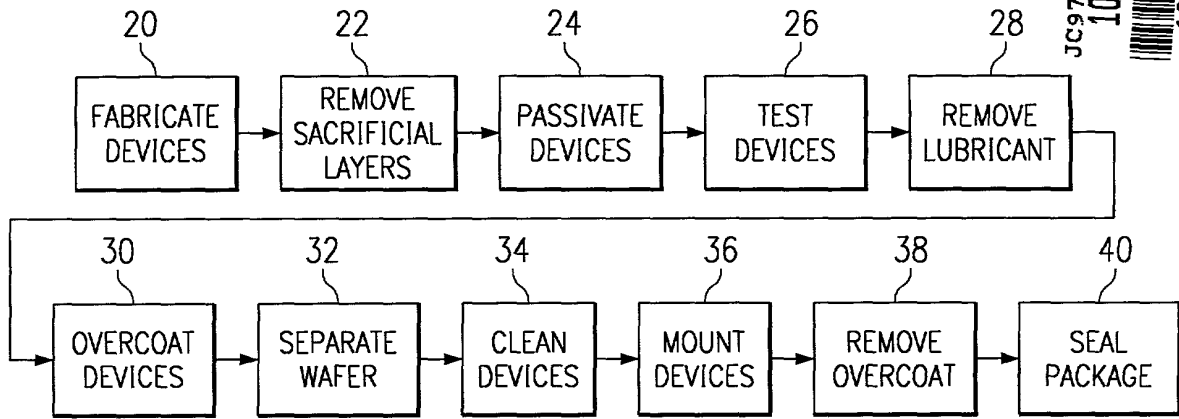 20 22 24 26 28
FABRICATE
DEVICES
REMOVE
SACRIFICIAL
LAYERS
PASSIVATE
DEVICES
TEST
DEVICES
REMOVE
LUBRICANT
30 32 34 36 38 40
OVERCOAT
DEVICES
SEPARATE
WAFER
CLEAN
DEVICES
MOUNT
DEVICES
REMOVE
OVERCOAT
SEAL
PACKAGE
JC97